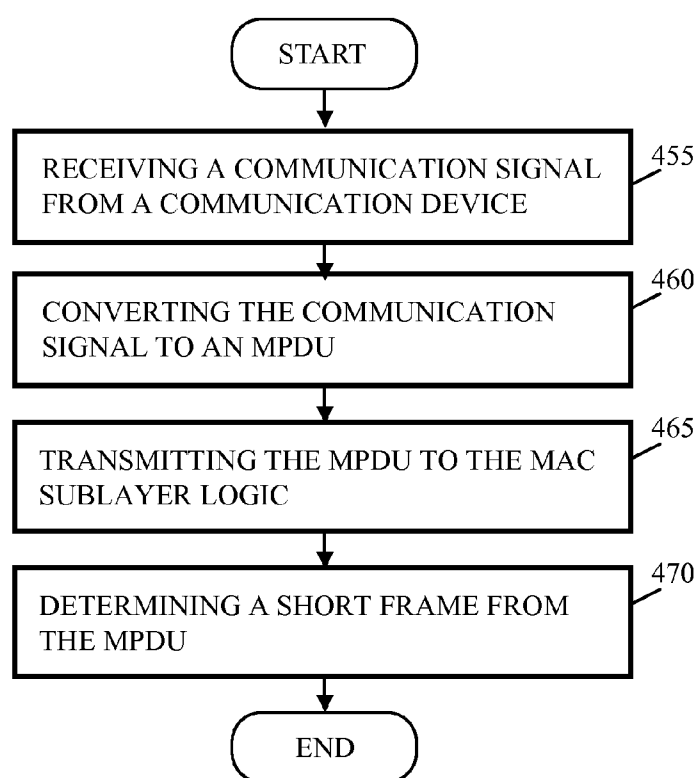 START
RECEIVING A COMMUNICATION SIGNAL
FROM A COMMUNICATION DEVICE
455
CONVERTING THE COMMUNICATION
SIGNAL TO AN MPDU
460
TRANSMITTING THE MPDU TO THE MAC
SUBLAYER LOGIC
465
DETERMINING A SHORT FRAME FROM
THE MPDU
470
END